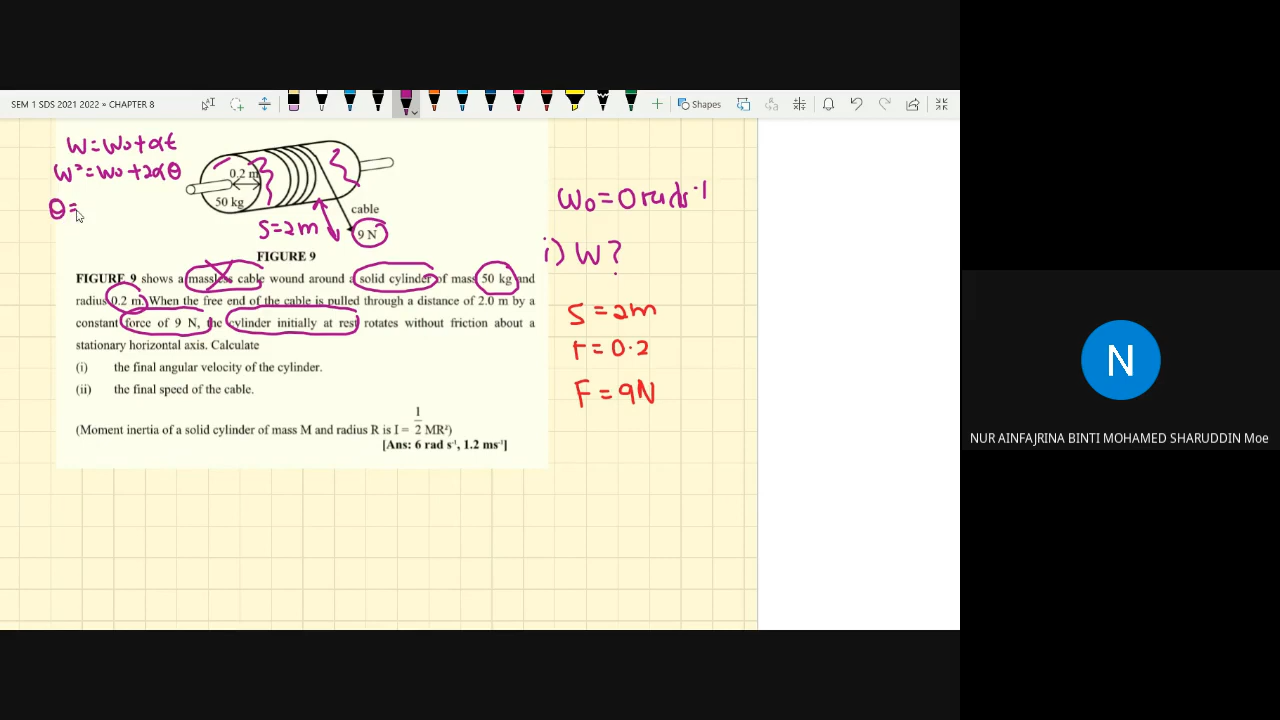 SEM 1 SDS 2021 2022 » CHAPTER 8
Shapes
W=W₀+αt
W²=W₀+2αθ
θ=
0.2 m
50 kg
S=2m
cable
9 N
FIGURE 9
W₀=0rads⁻¹
i) W?
S=2m
r=0.2
F=9N
FIGURE 9 shows a massless cable wound around a solid cylinder of mass 50 kg and
radius 0.2 m. When the free end of the cable is pulled through a distance of 2.0 m by a
constant force of 9 N, the cylinder initially at rest rotates without friction about a
stationary horizontal axis. Calculate
(i) the final angular velocity of the cylinder.
(ii) the final speed of the cable.
(Moment inertia of a solid cylinder of mass M and radius R is I = 1/2 MR²)
[Ans: 6 rad s⁻¹, 1.2 ms⁻¹]
N
NUR AINFAJRINA BINTI MOHAMED SHARUDDIN Moe